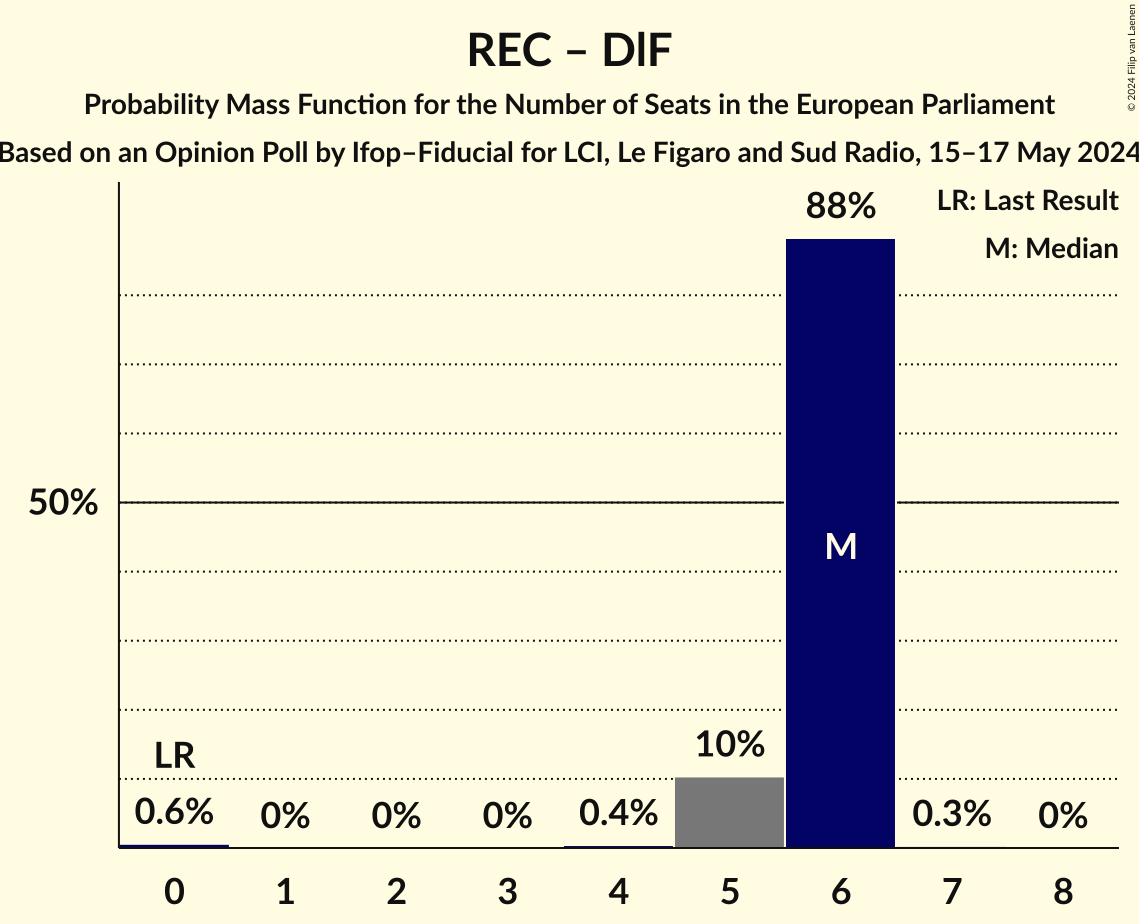 REC – DlF
Probability Mass Function for the Number of Seats in the European Parliament
Based on an Opinion Poll by Ifop–Fiducial for LCI, Le Figaro and Sud Radio, 15–17 May 2024
© 2024 Filip van Laenen
LR: Last Result
M: Median
88%
50%
M
LR
10%
0.6% 0% 0% 0% 0.4% 0.3% 0%
0 1 2 3 4 5 6 7 8